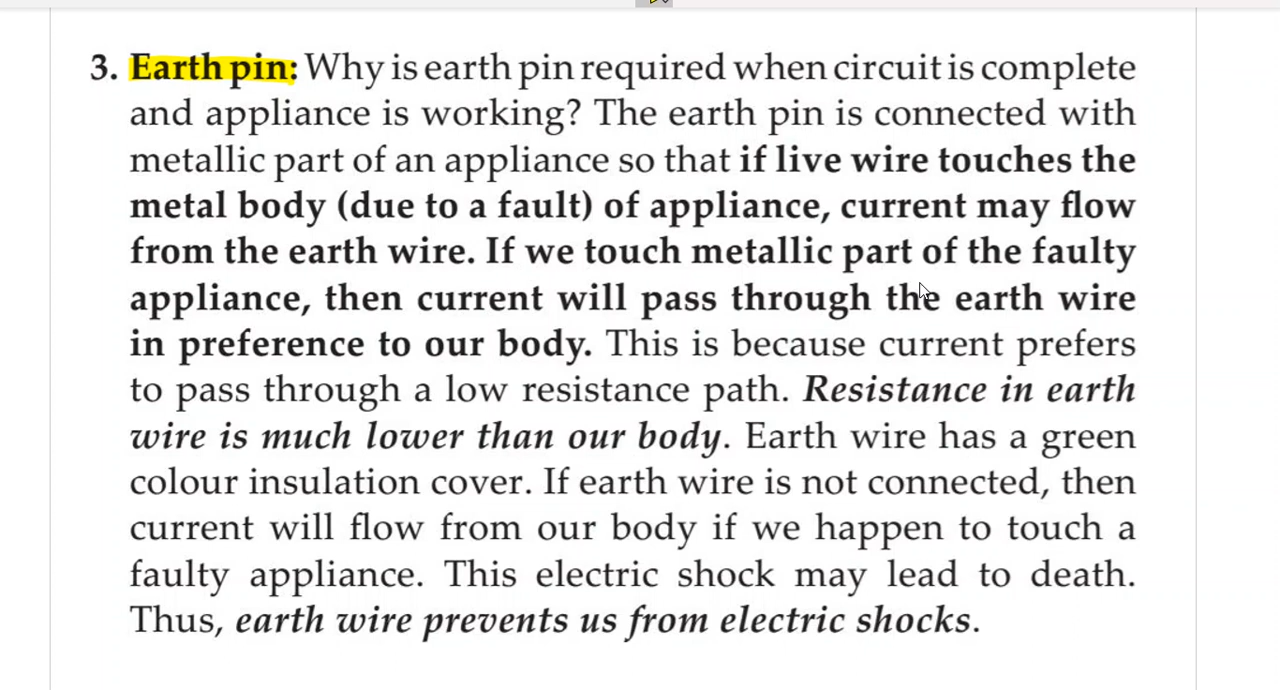 3. Earth pin: Why is earth pin required when circuit is complete
and appliance is working? The earth pin is connected with
metallic part of an appliance so that if live wire touches the
metal body (due to a fault) of appliance, current may flow
from the earth wire. If we touch metallic part of the faulty
appliance, then current will pass through the earth wire
in preference to our body. This is because current prefers
to pass through a low resistance path. Resistance in earth
wire is much lower than our body. Earth wire has a green
colour insulation cover. If earth wire is not connected, then
current will flow from our body if we happen to touch a
faulty appliance. This electric shock may lead to death.
Thus, earth wire prevents us from electric shocks.